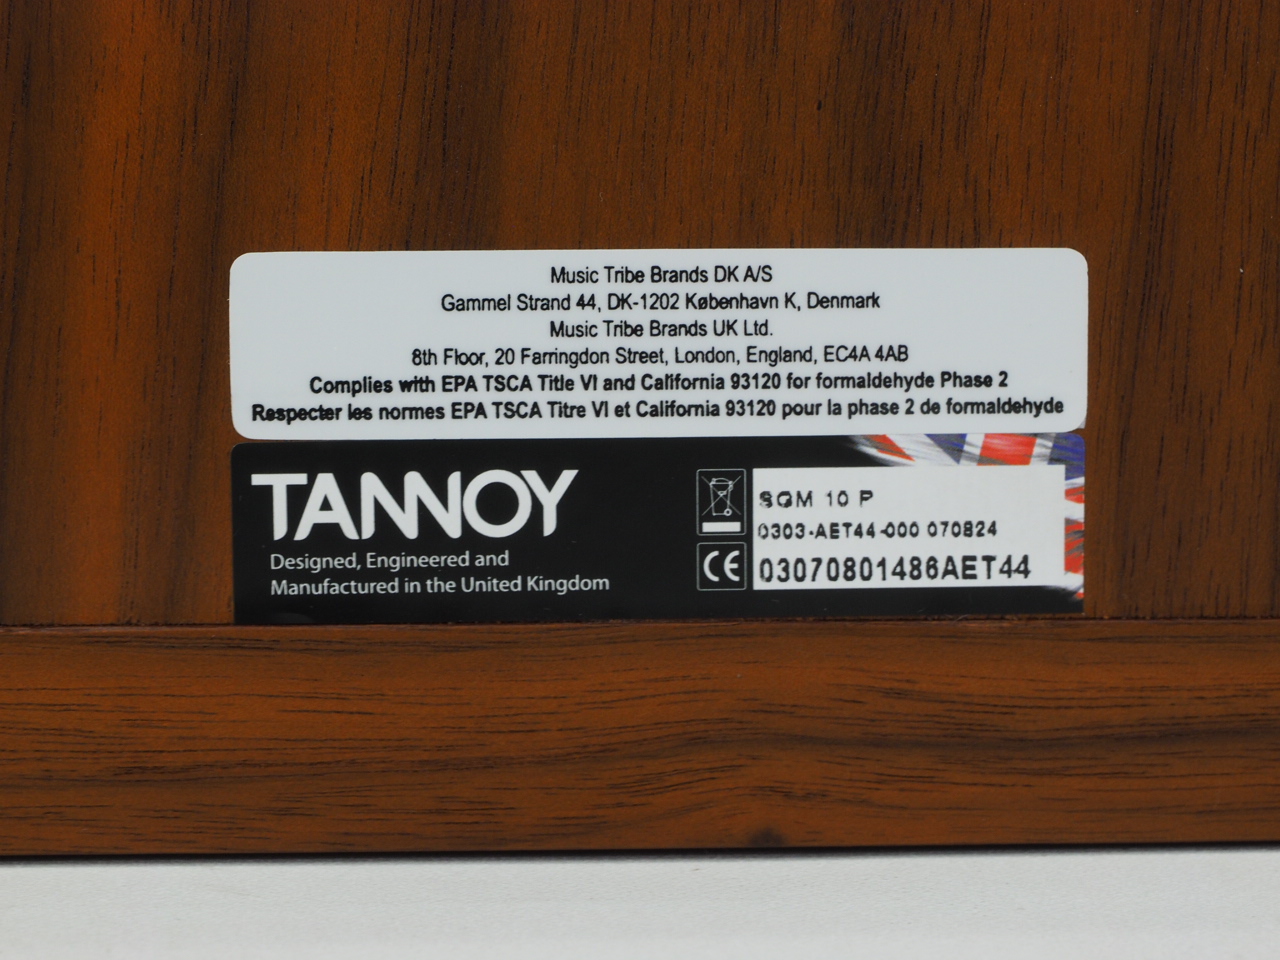 Music Tribe Brands DK A/S
Gammel Strand 44, DK-1202 København K, Denmark
Music Tribe Brands UK Ltd.
8th Floor, 20 Farringdon Street, London, England, EC4A 4AB
Complies with EPA TSCA Title VI and California 93120 for formaldehyde Phase 2
Respecter les normes EPA TSCA Titre VI et California 93120 pour la phase 2 de formaldehyde
TANNOY
Designed, Engineered and
Manufactured in the United Kingdom
CE
SGM 10 P
0303-AET44-000 070824
03070801486AET44